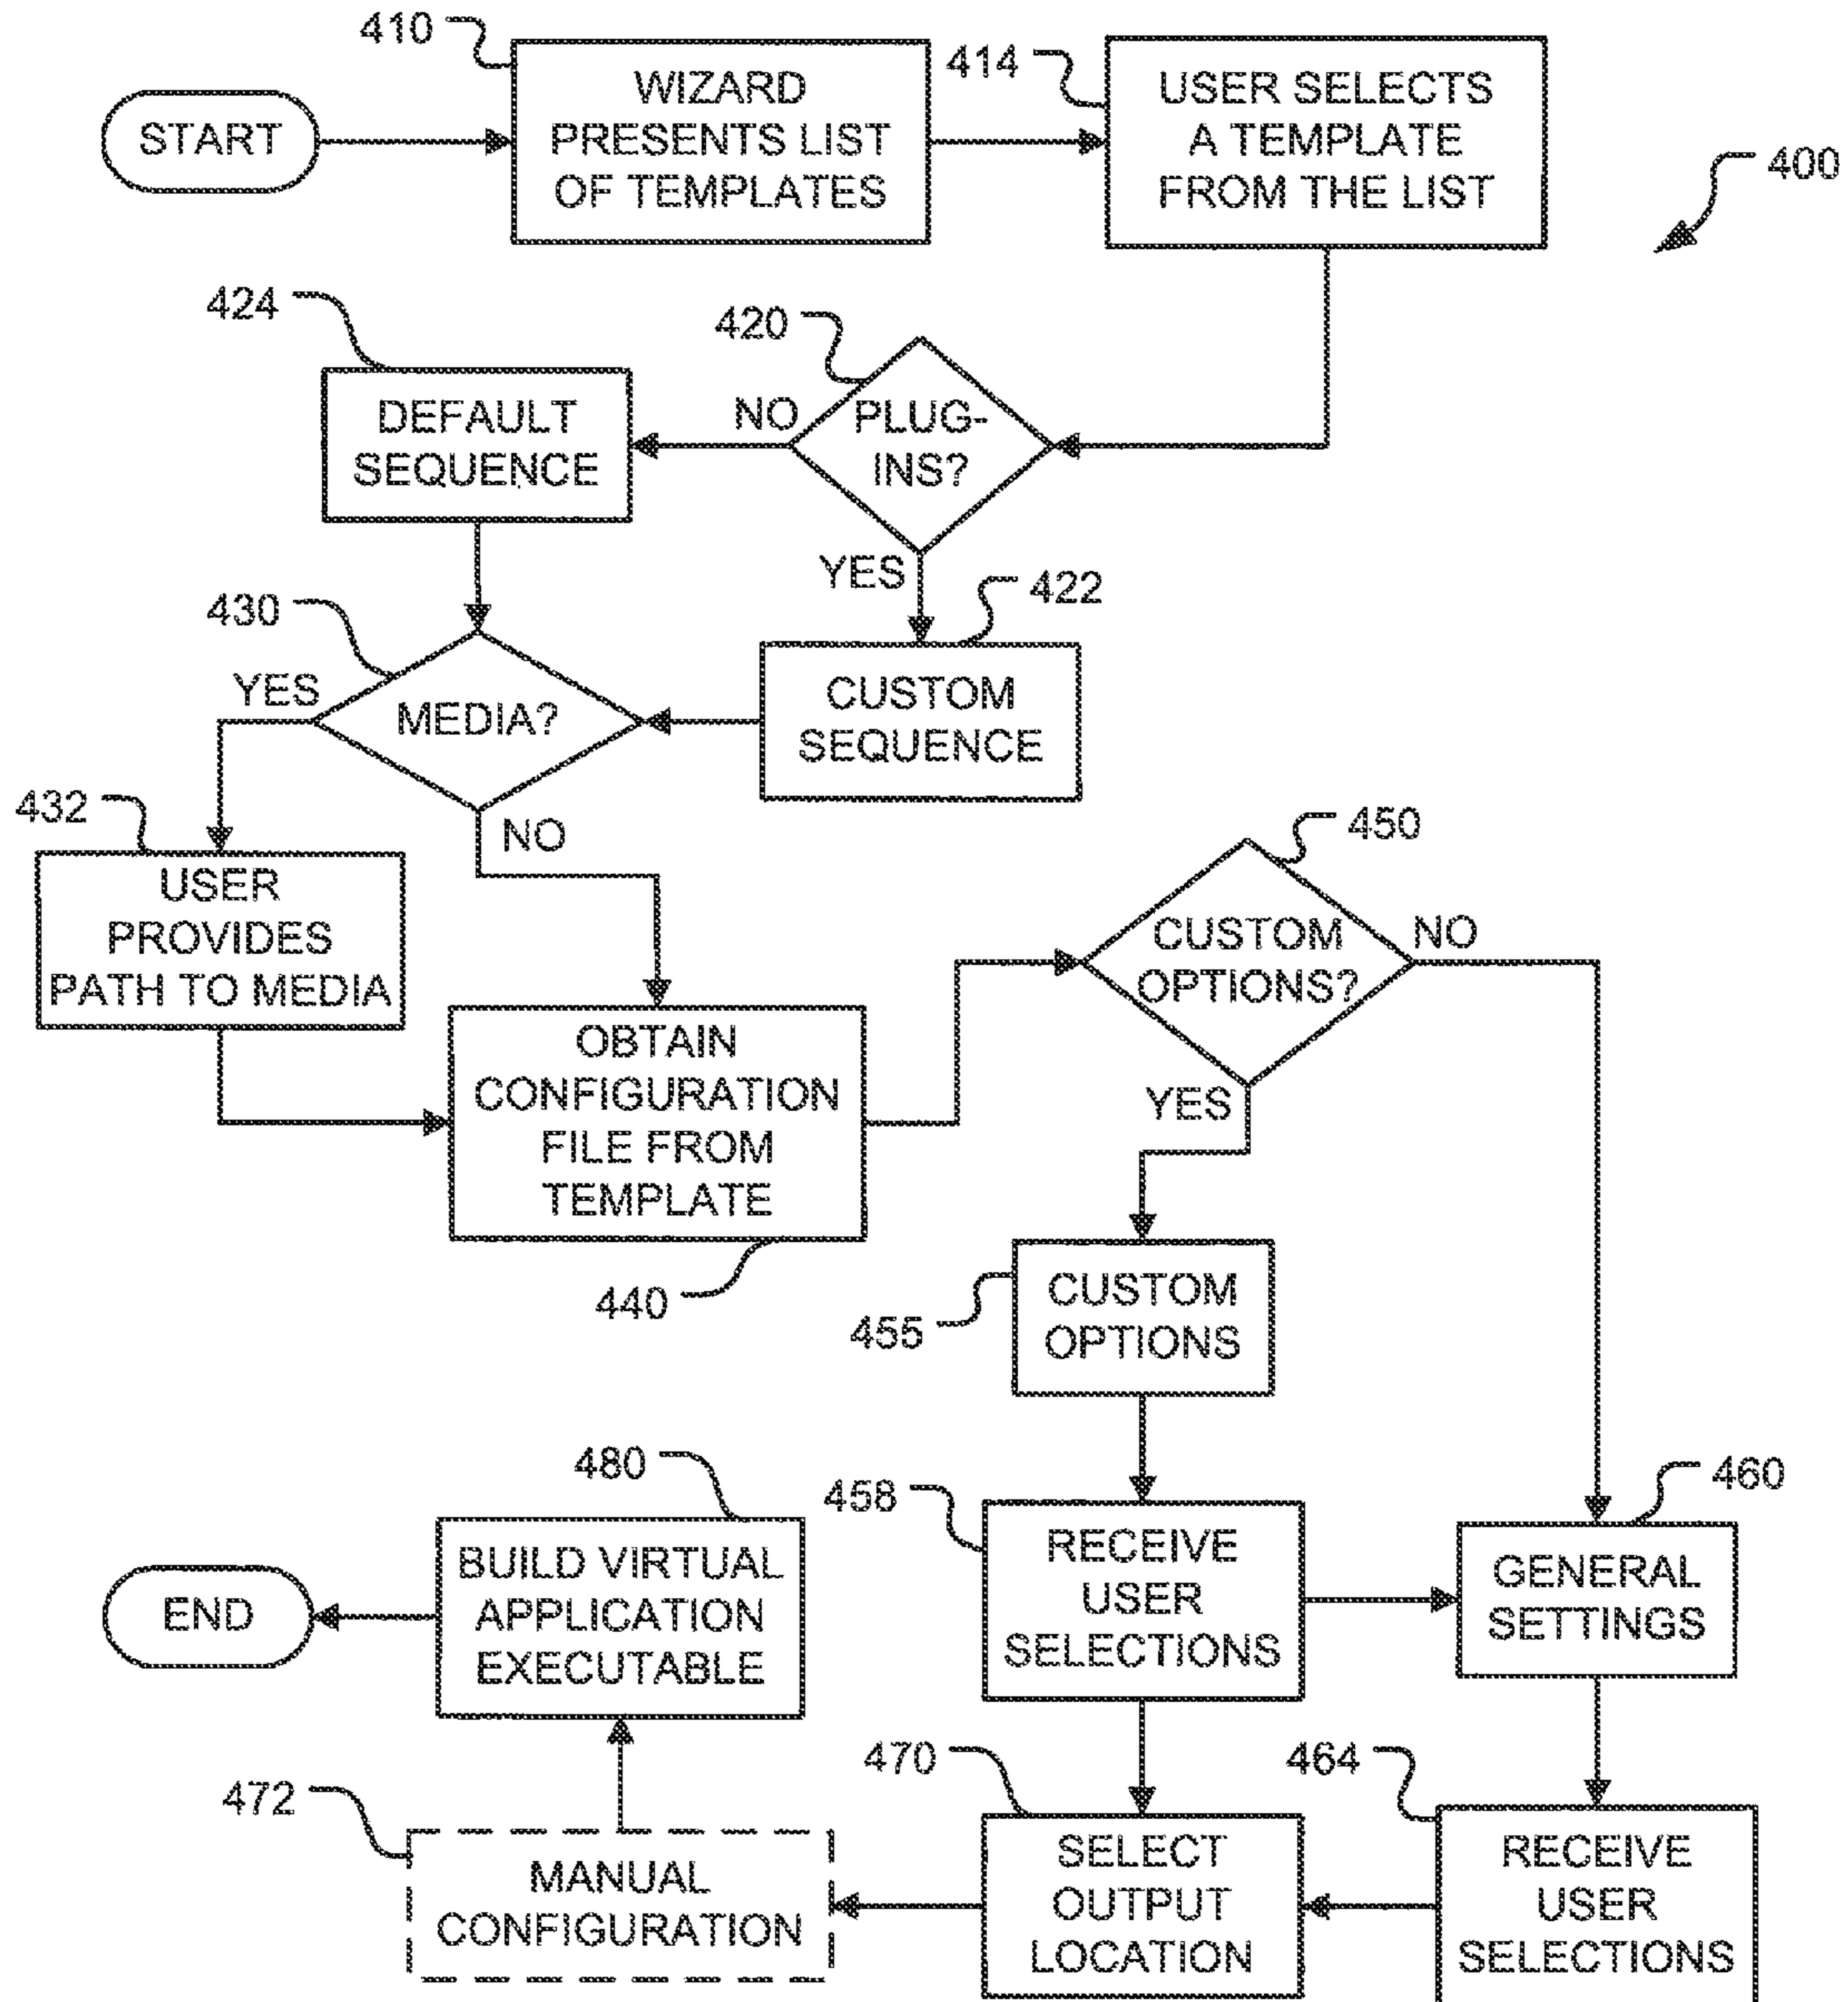 410
WIZARD
PRESENTS LIST
OF TEMPLATES
414
USER SELECTS
A TEMPLATE
FROM THE LIST
START
400
424
DEFAULT
SEQUENCE
420
NO
PLUG-
INS?
YES
422
CUSTOM
SEQUENCE
430
YES
MEDIA?
NO
432
USER
PROVIDES
PATH TO MEDIA
OBTAIN
CONFIGURATION
FILE FROM
TEMPLATE
440
450
CUSTOM
OPTIONS?
NO
YES
455
CUSTOM
OPTIONS
458
RECEIVE
USER
SELECTIONS
460
GENERAL
SETTINGS
480
BUILD VIRTUAL
APPLICATION
EXECUTABLE
END
472
MANUAL
CONFIGURATION
470
SELECT
OUTPUT
LOCATION
464
RECEIVE
USER
SELECTIONS